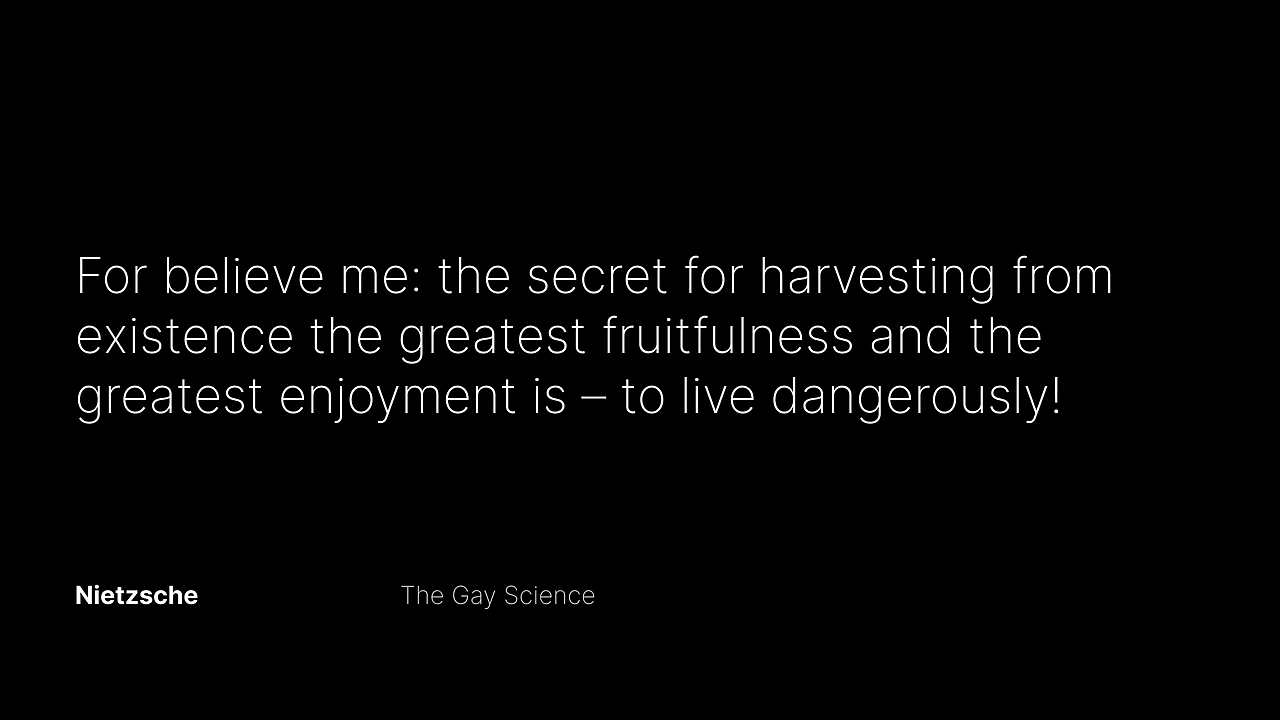 For believe me: the secret for harvesting from
existence the greatest fruitfulness and the
greatest enjoyment is – to live dangerously!
Nietzsche The Gay Science